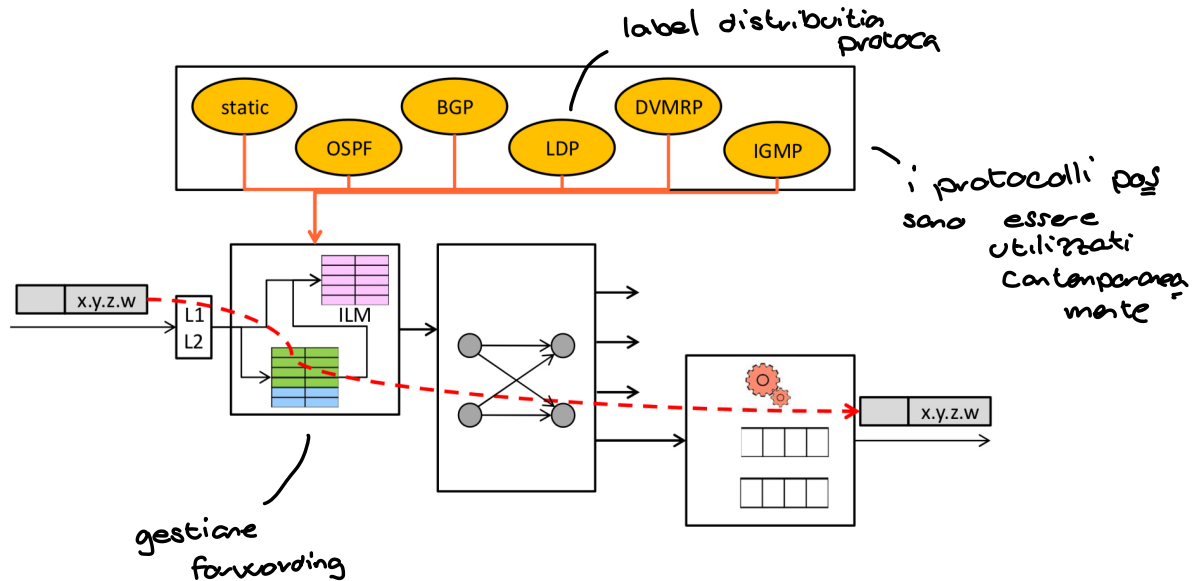 label distribuitia
protoca
static
BGP
DVMRP
OSPF
LDP
IGMP
i protocolli pos
sano essere
utilizzati
contemporanea
mente
x.y.z.w
L1
L2
ILM
x.y.z.w
gestione
forwarding